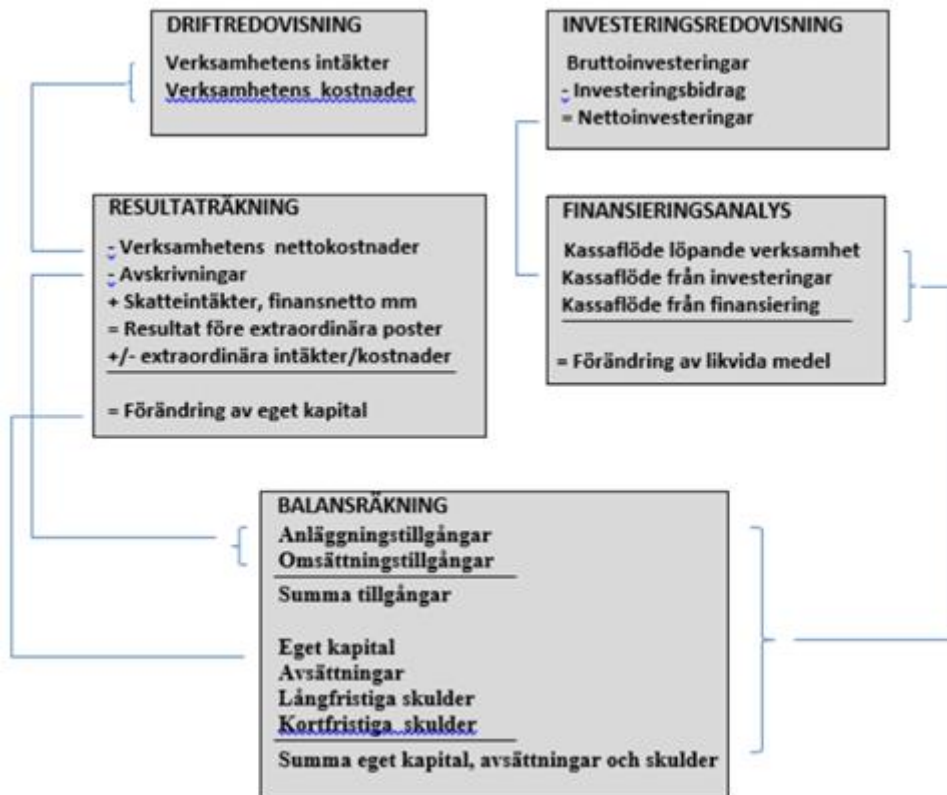 DRIFTREDOVISNING
Verksamhetens intäkter
Verksamhetens kostnader
INVESTERINGSREDOVISNING
Bruttoinvesteringar
- Investeringsbidrag
= Nettoinvesteringar
RESULTATRÄKNING
- Verksamhetens nettokostnader
- Avskrivningar
+ Skatteintäkter, finansnetto mm
= Resultat före extraordinära poster
+/- extraordinära intäkter/kostnader
= Förändring av eget kapital
FINANSIERINGSANALYS
Kassaflöde löpande verksamhet
Kassaflöde från investeringar
Kassaflöde från finansiering
= Förändring av likvida medel
BALANSRÄKNING
Anläggningstillgångar
Omsättningstillgångar
Summa tillgångar
Eget kapital
Avsättningar
Långfristiga skulder
Kortfristiga skulder
Summa eget kapital, avsättningar och skulder